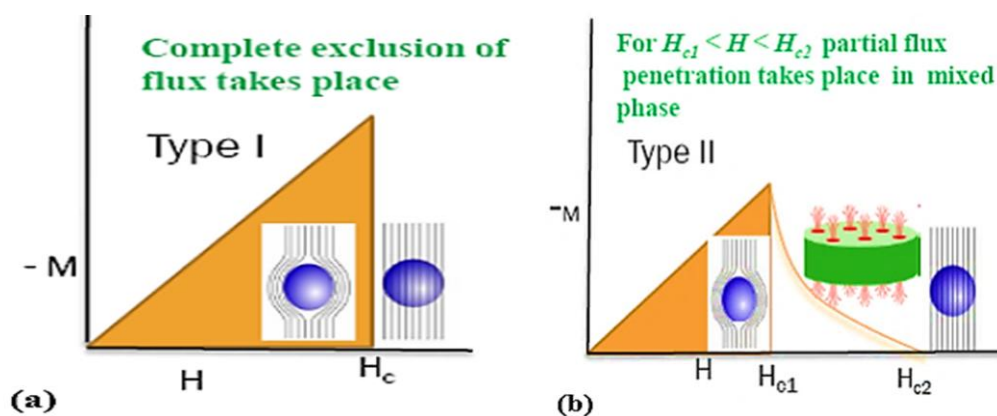 Complete exclusion of
flux takes place
Type I
- M
H
Hc
(a)
For Hc1 < H < Hc2 partial flux
penetration takes place in mixed
phase
Type II
-M
H
Hc1
Hc2
(b)